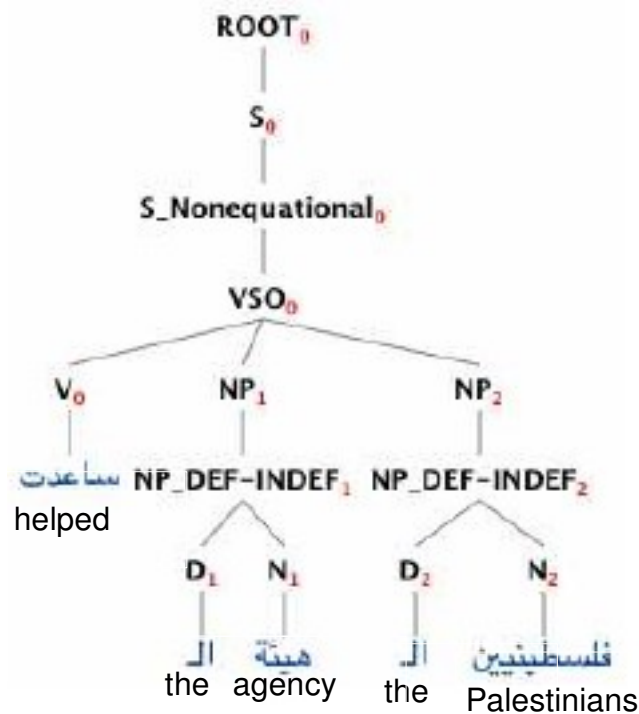 ROOT0
S0
S_Nonequational0
VSO0
V0 NP1 NP2
ساعدت NP_DEF-INDEF1 NP_DEF-INDEF2
helped
D1 N1 D2 N2
الـ هيئة الـ فلسطينيين
the agency the Palestinians